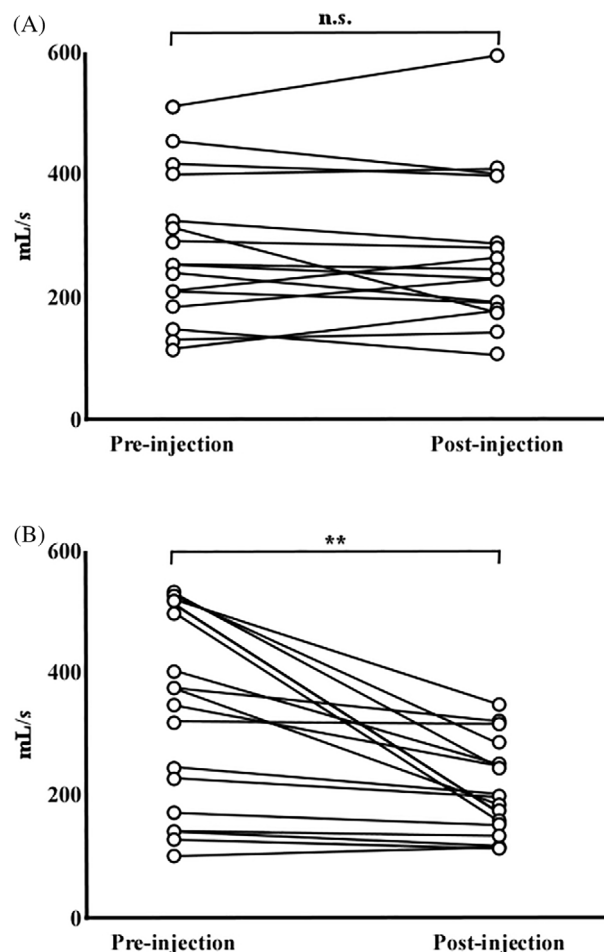 (A)
n.s.
600
400
mL/s
200
0
Pre-injection Post-injection
(B)
**
600
400
mL/s
200
0
Pre-injection Post-injection